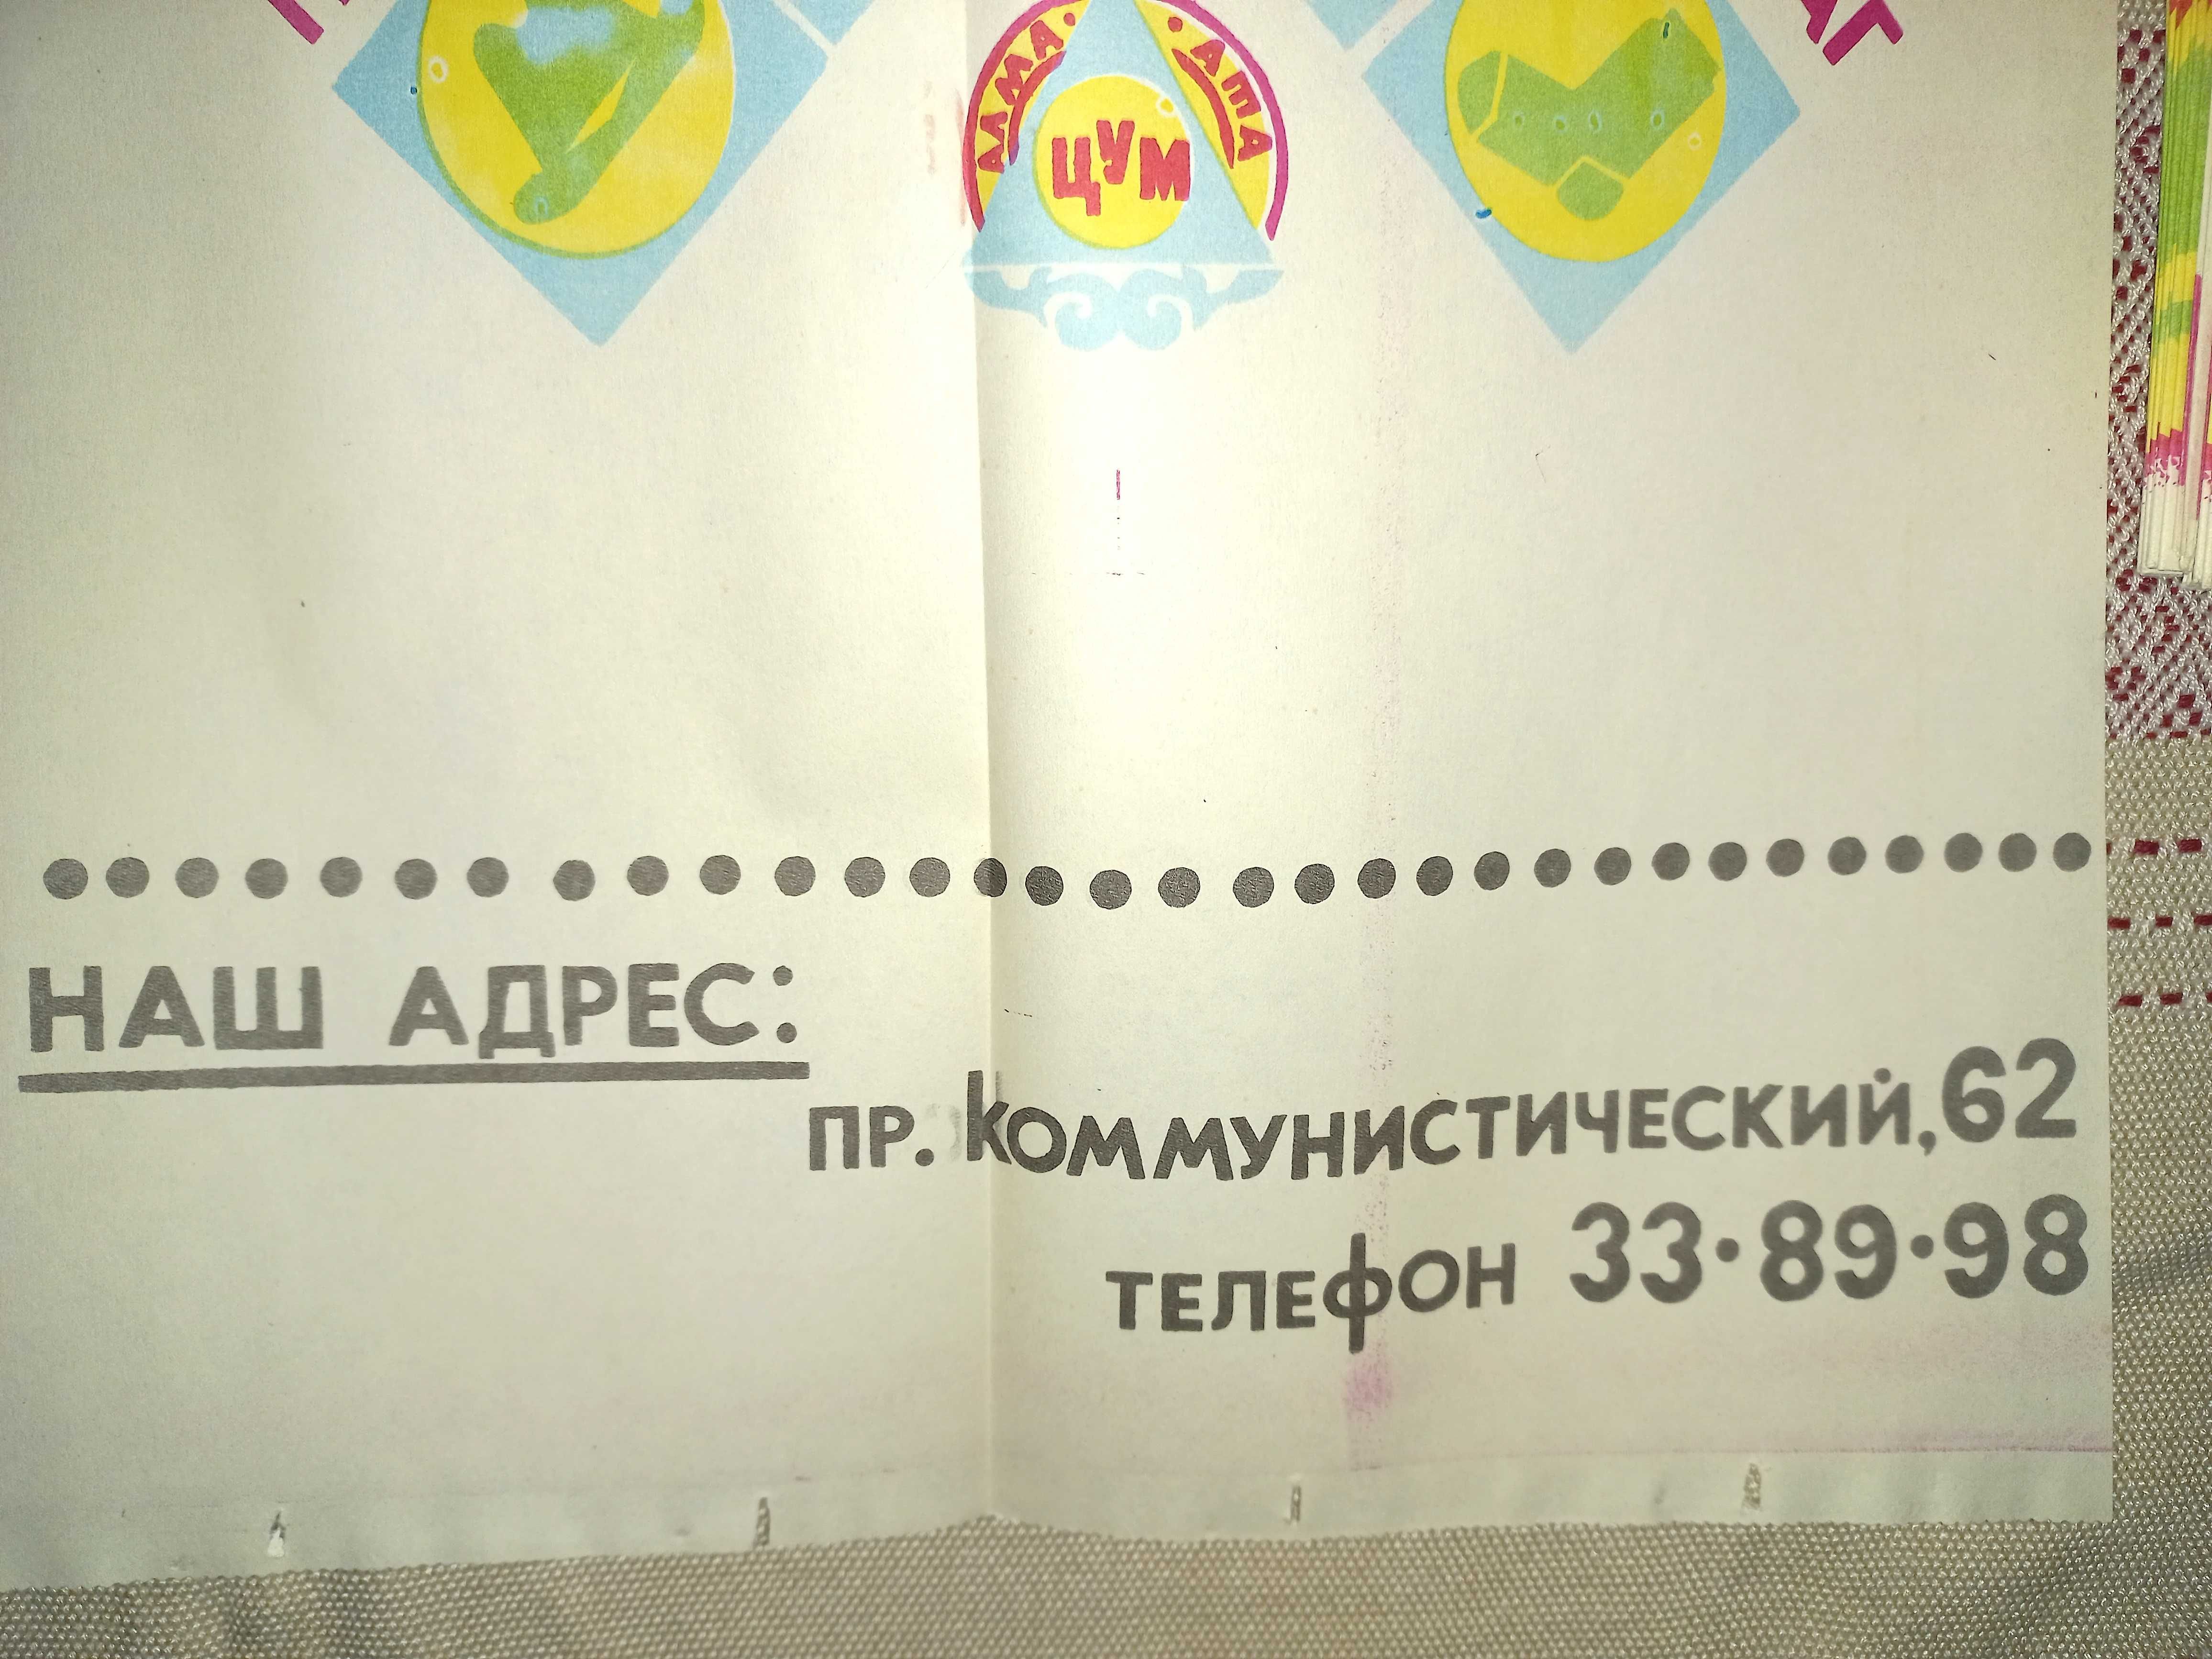 АЛМА · АТА
ЦУМ
НАШ АДРЕС:
ПР. КОММУНИСТИЧЕСКИЙ, 62
ТЕЛЕФОН 33·89·98